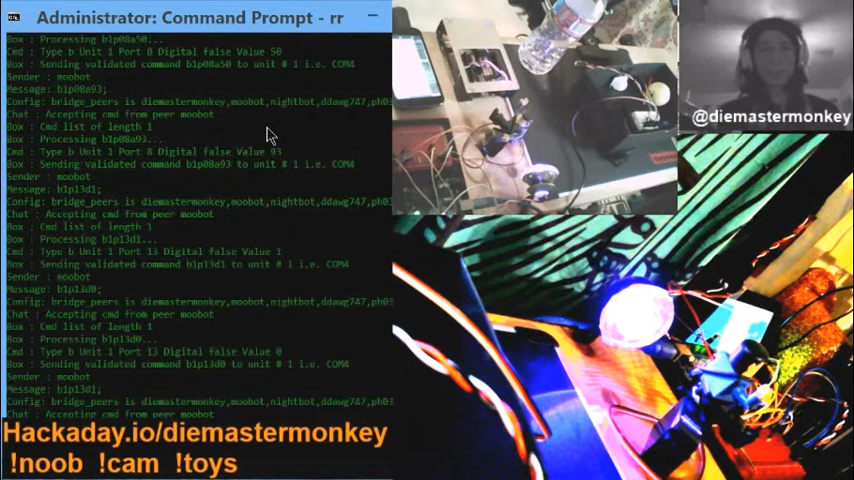 Administrator: Command Prompt - rr
Box : Processing b1p08a50...
Cmd : Type b Unit 1 Port 8 Digital false Value 50
Box : Sending validated command b1p08a50 to unit # 1 i.e. COM4
Sender : moobot
Message: b1p08a93;
Config: bridge_peers is diemastermonkey,moobot,nightbot,ddawg747,ph03
Chat : Accepting cmd from peer moobot
Box : Cmd list of length 1
Box : Processing b1p08a93...
Cmd : Type b Unit 1 Port 8 Digital false Value 93
Box : Sending validated command b1p08a93 to unit # 1 i.e. COM4
Sender : moobot
Message: b1p13d1;
Config: bridge_peers is diemastermonkey,moobot,nightbot,ddawg747,ph03
Chat : Accepting cmd from peer moobot
Box : Cmd list of length 1
Box : Processing b1p13d1...
Cmd : Type b Unit 1 Port 13 Digital false Value 1
Box : Sending validated command b1p13d1 to unit # 1 i.e. COM4
Sender : moobot
Message: b1p13d0;
Config: bridge_peers is diemastermonkey,moobot,nightbot,ddawg747,ph03
Chat : Accepting cmd from peer moobot
Box : Cmd list of length 1
Box : Processing b1p13d0...
Cmd : Type b Unit 1 Port 13 Digital false Value 0
Box : Sending validated command b1p13d0 to unit # 1 i.e. COM4
Sender : moobot
Message: b1p13d1;
Config: bridge_peers is diemastermonkey,moobot,nightbot,ddawg747,ph03
Chat : Accepting cmd from peer moobot
Hackaday.io/diemastermonkey
!noob !cam !toys
@diemastermonkey